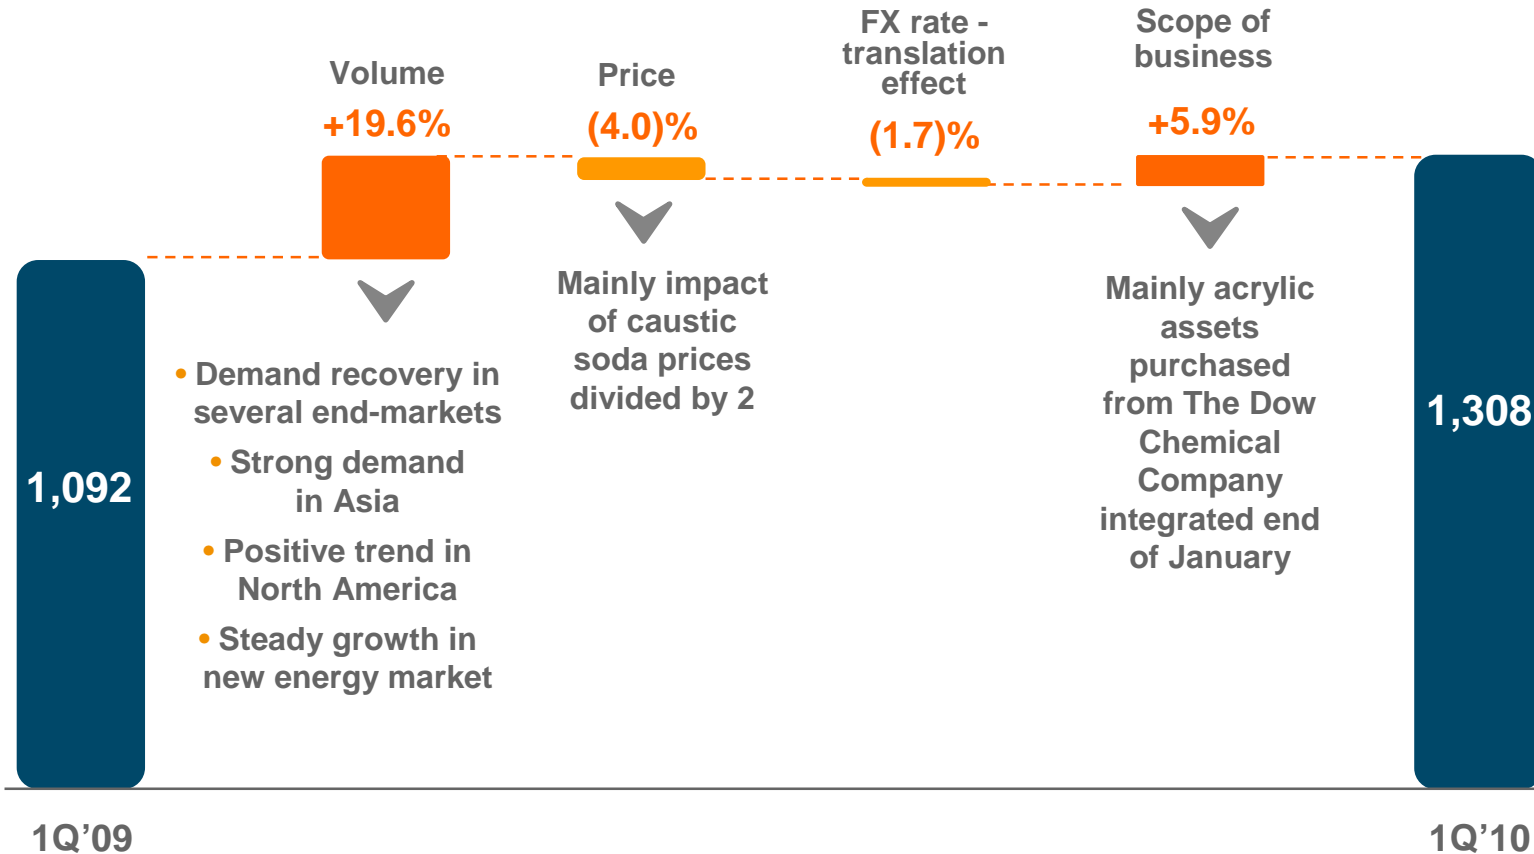 Volume
+19.6%
Price
(4.0)%
FX rate -
translation
effect
(1.7)%
Scope of
business
+5.9%
1,092
• Demand recovery in
several end-markets
• Strong demand
in Asia
• Positive trend in
North America
• Steady growth in
new energy market
Mainly impact
of caustic
soda prices
divided by 2
Mainly acrylic
assets
purchased
from The Dow
Chemical
Company
integrated end
of January
1,308
1Q’09
1Q’10